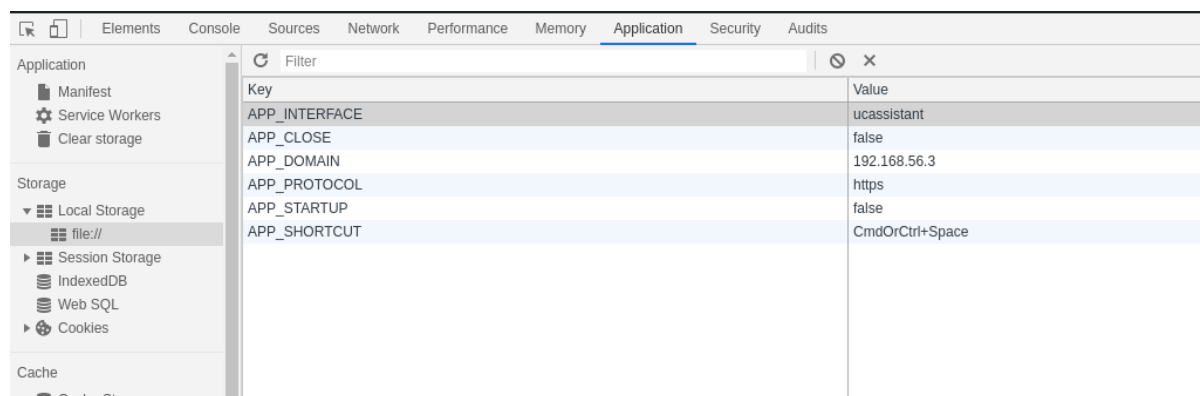 Elements Console Sources Network Performance Memory Application Security Audits
Application
Manifest
Service Workers
Clear storage
Storage
Local Storage
file://
Session Storage
IndexedDB
Web SQL
Cookies
Cache
Filter
Key Value
APP_INTERFACE ucassistant
APP_CLOSE false
APP_DOMAIN 192.168.56.3
APP_PROTOCOL https
APP_STARTUP false
APP_SHORTCUT CmdOrCtrl+Space